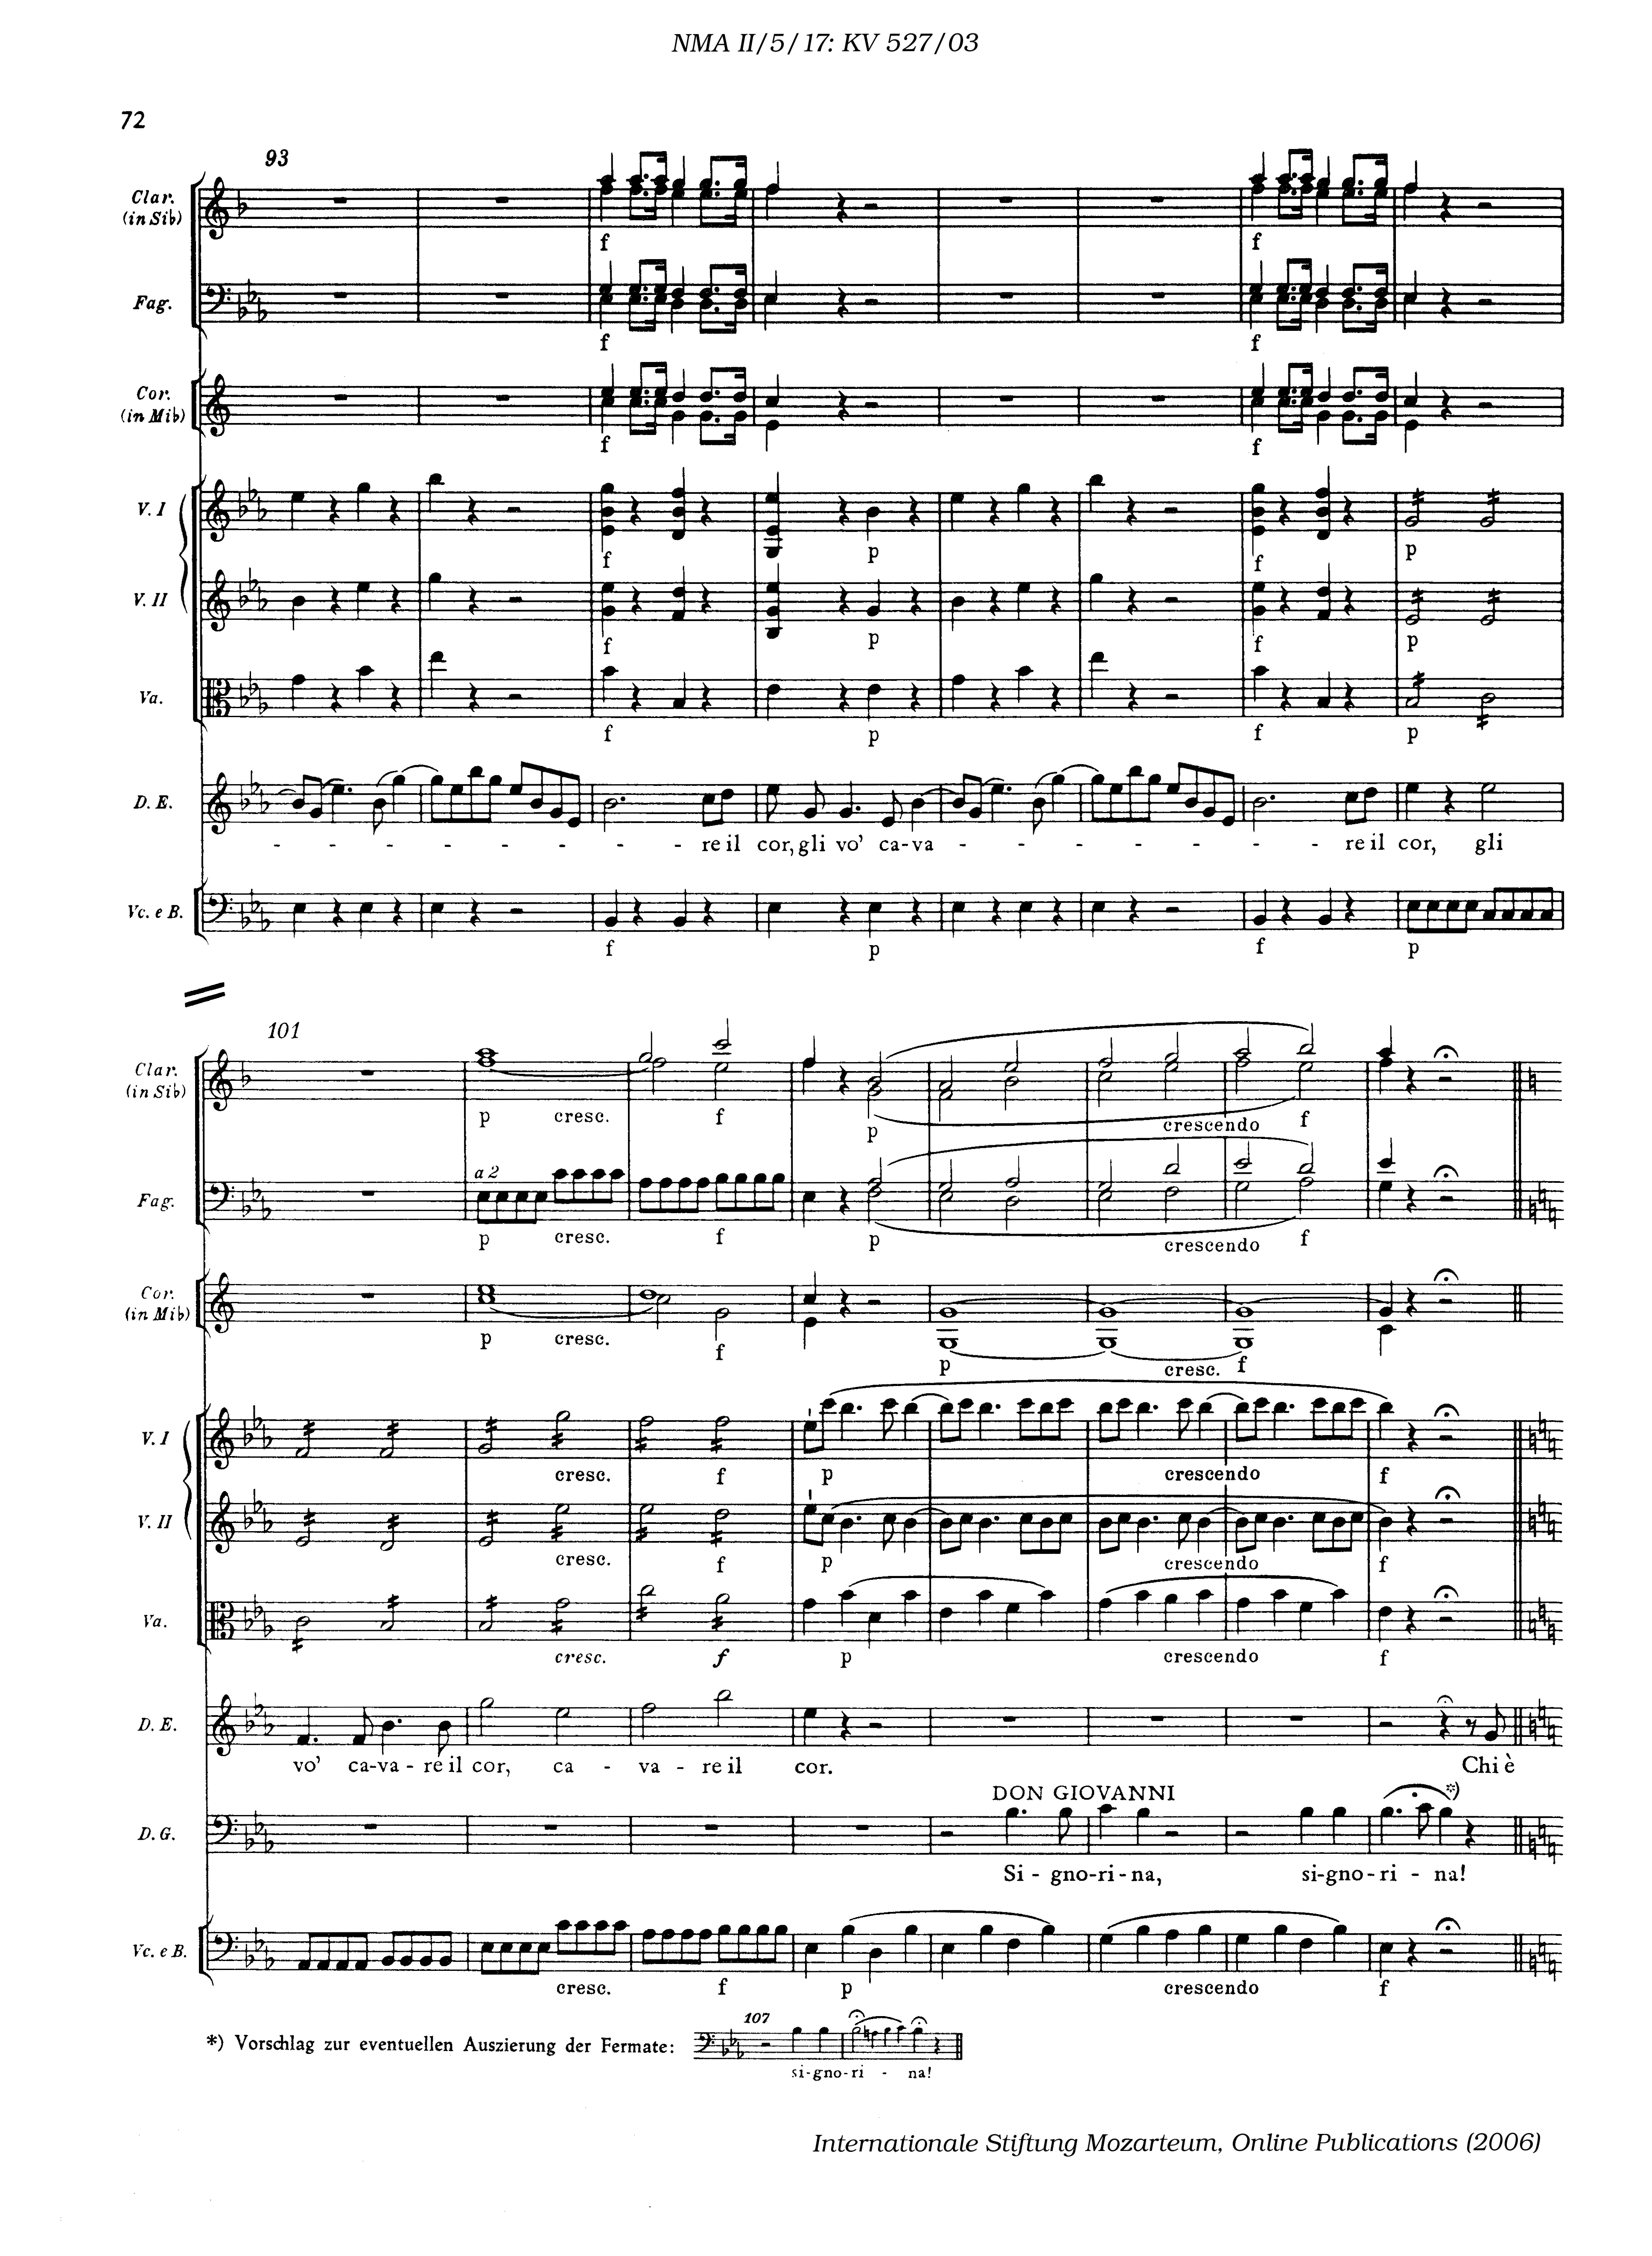 NMA II/5/17: KV 527/03
72
93
Clar.
(in Sib)
f f
Fag.
f f
Cor.
(in Mib)
f f
V. I
f p f p
V. II
f p f p
Va.
f p f p
D. E.
- - - - - - - - re il cor, gli vo' ca-va - - - - - - - - re il cor, gli
Vc. e B.
f p f p
101
Clar.
(in Sib)
p cresc. f p crescendo f
a 2
Fag.
p cresc. f p crescendo f
Cor.
(in Mib)
p cresc. f p cresc. f
V. I
cresc. f p crescendo f
V. II
cresc. f p crescendo f
Va.
cresc. f p crescendo f
D. E.
vo' ca-va - re il cor, ca - va - re il cor. Chi è
DON GIOVANNI *)
D. G.
Si - gno-ri-na, si-gno-ri - na!
Vc. e B.
cresc. f p crescendo f
*) Vorschlag zur eventuellen Auszierung der Fermate: 107
si-gno-ri - na!
Internationale Stiftung Mozarteum, Online Publications (2006)